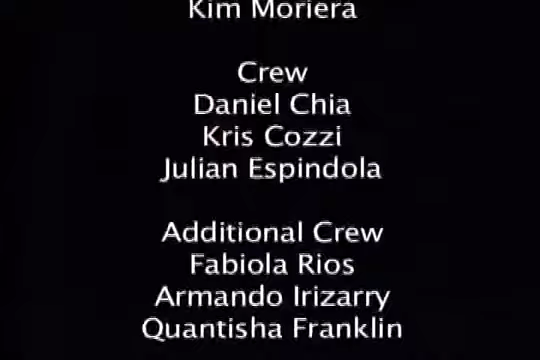 Kim Moriera
Crew
Daniel Chia
Kris Cozzi
Julian Espindola
Additional Crew
Fabiola Rios
Armando Irizarry
Quantisha Franklin